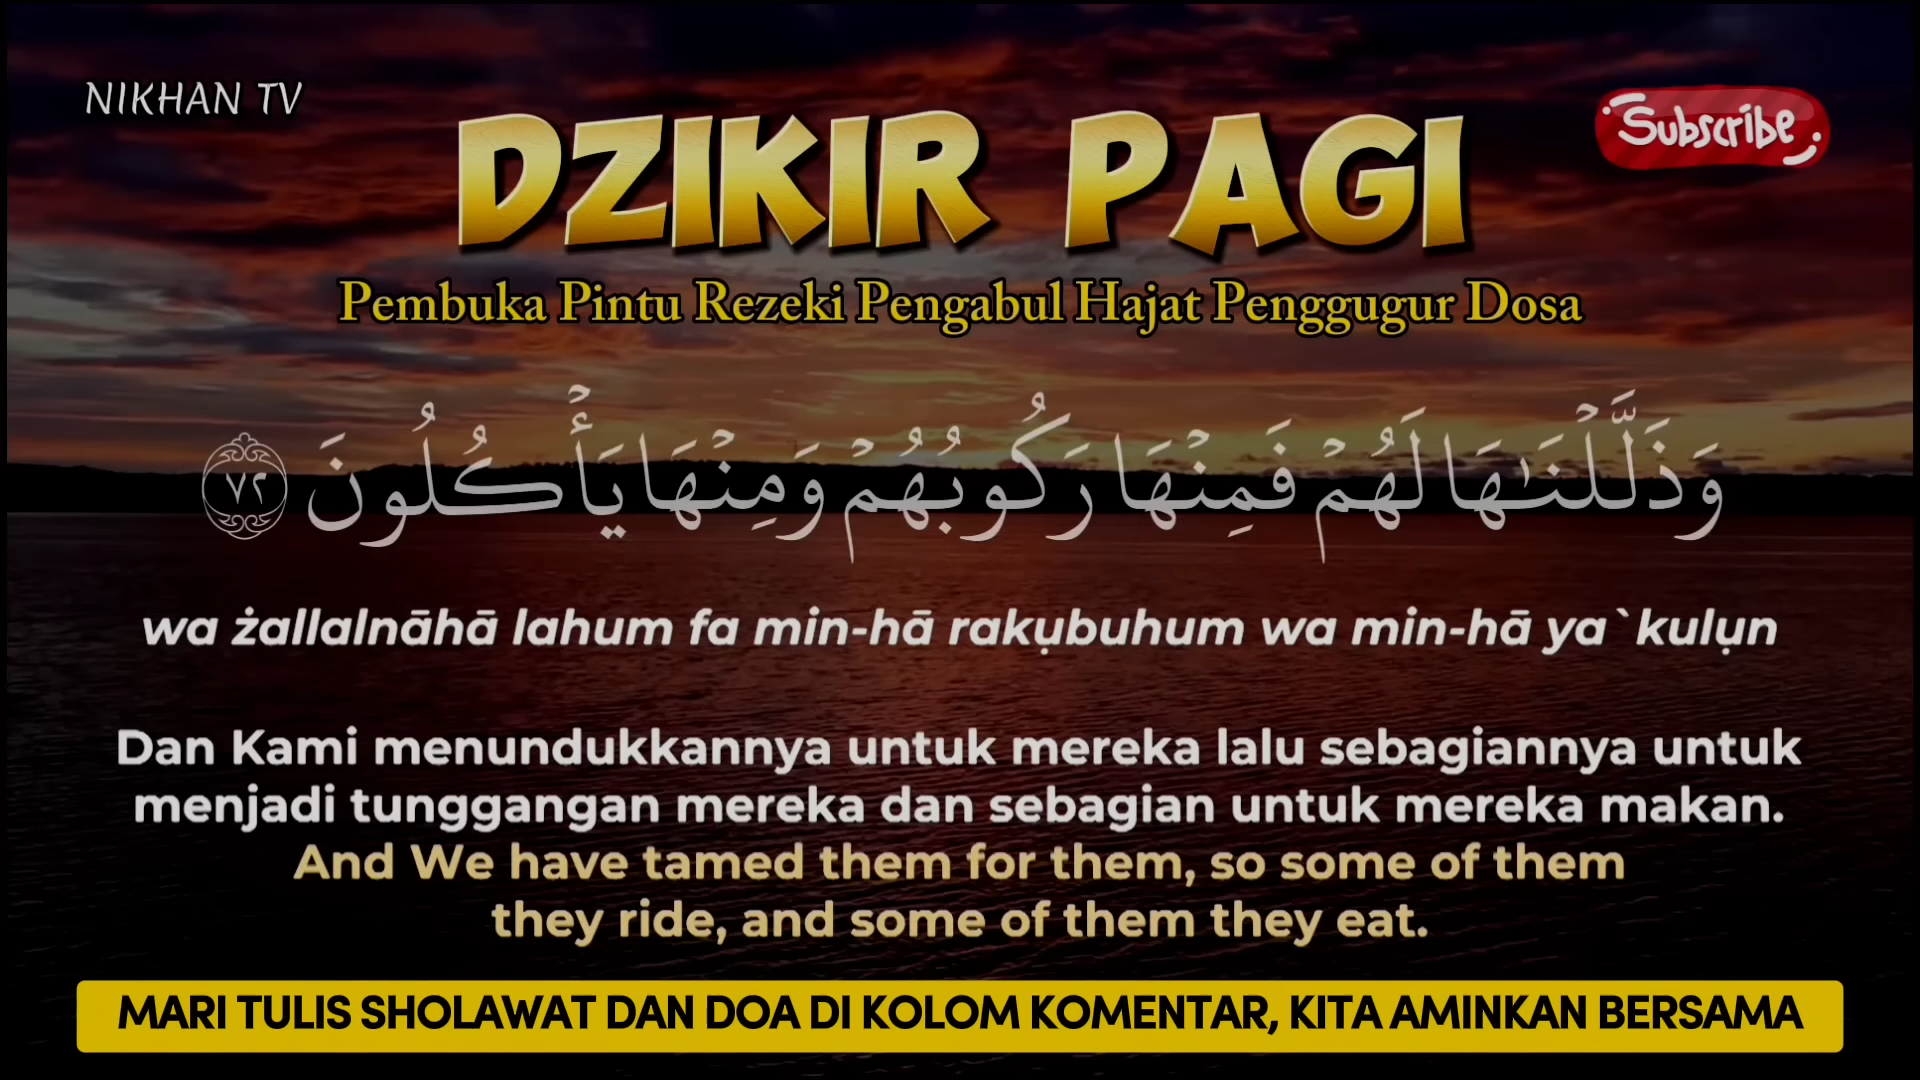 NIKHAN TV
Subscribe
DZIKIR PAGI
Pembuka Pintu Rezeki Pengabul Hajat Penggugur Dosa
وَذَلَّلْنَـٰهَا لَهُمْ فَمِنْهَا رَكُوبُهُمْ وَمِنْهَا يَأْكُلُونَ ٧٢
wa żallalnāhā lahum fa min-hā rakụbuhum wa min-hā ya`kulụn
Dan Kami menundukkannya untuk mereka lalu sebagiannya untuk
menjadi tunggangan mereka dan sebagian untuk mereka makan.
And We have tamed them for them, so some of them
they ride, and some of them they eat.
MARI TULIS SHOLAWAT DAN DOA DI KOLOM KOMENTAR, KITA AMINKAN BERSAMA